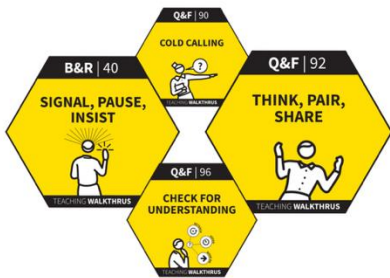 Q&F | 90
COLD CALLING
?
TEACHING WALKTHRUS
B&R | 40
SIGNAL, PAUSE,
INSIST
TEACHING WALKTHRUS
Q&F | 92
THINK, PAIR,
SHARE
TEACHING WALKTHRUS
Q&F | 96
CHECK FOR
UNDERSTANDING
TEACHING WALKTHRUS